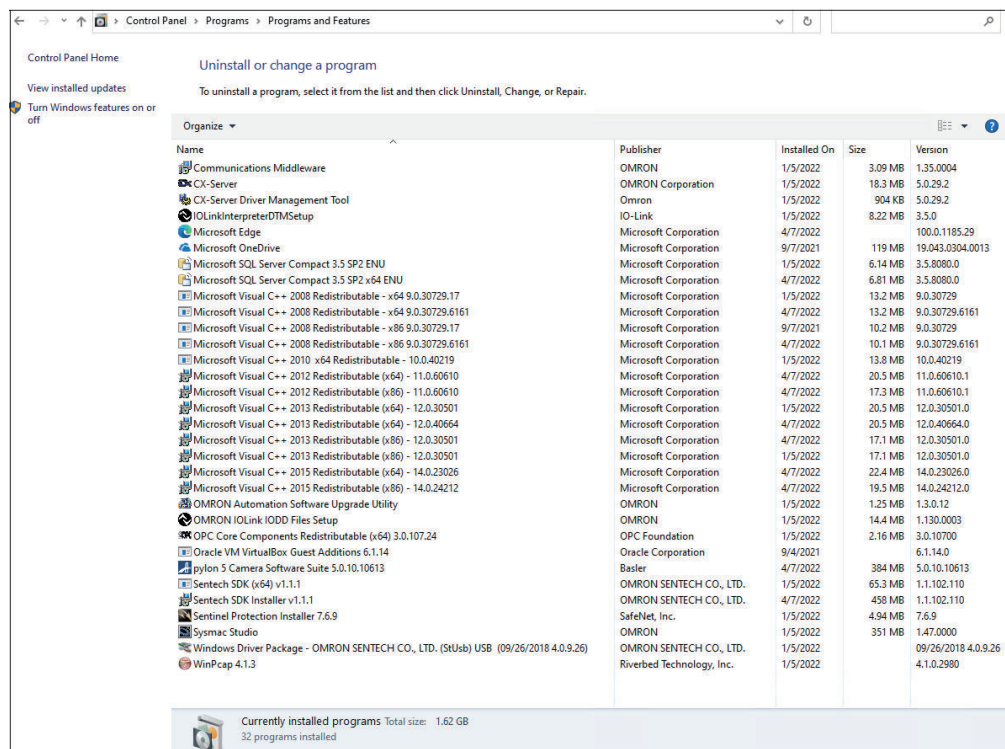 Control Panel > Programs > Programs and Features
Control Panel Home
View installed updates
Turn Windows features on or
off
Uninstall or change a program
To uninstall a program, select it from the list and then click Uninstall, Change, or Repair.
Organize
Name Publisher Installed On Size Version
Communications Middleware OMRON 1/5/2022 3.09 MB 1.35.0004
CX-Server OMRON Corporation 1/5/2022 18.3 MB 5.0.29.2
CX-Server Driver Management Tool Omron 1/5/2022 904 KB 5.0.29.2
IOLinkInterpreterDTMSetup IO-Link 1/5/2022 8.22 MB 3.5.0
Microsoft Edge Microsoft Corporation 4/7/2022 100.0.1185.29
Microsoft OneDrive Microsoft Corporation 9/7/2021 119 MB 19.043.0304.0013
Microsoft SQL Server Compact 3.5 SP2 ENU Microsoft Corporation 1/5/2022 6.14 MB 3.5.8080.0
Microsoft SQL Server Compact 3.5 SP2 x64 ENU Microsoft Corporation 4/7/2022 6.81 MB 3.5.8080.0
Microsoft Visual C++ 2008 Redistributable - x64 9.0.30729.17 Microsoft Corporation 1/5/2022 13.2 MB 9.0.30729
Microsoft Visual C++ 2008 Redistributable - x64 9.0.30729.6161 Microsoft Corporation 4/7/2022 13.2 MB 9.0.30729.6161
Microsoft Visual C++ 2008 Redistributable - x86 9.0.30729.17 Microsoft Corporation 9/7/2021 10.2 MB 9.0.30729
Microsoft Visual C++ 2008 Redistributable - x86 9.0.30729.6161 Microsoft Corporation 4/7/2022 10.1 MB 9.0.30729.6161
Microsoft Visual C++ 2010 x64 Redistributable - 10.0.40219 Microsoft Corporation 1/5/2022 13.8 MB 10.0.40219
Microsoft Visual C++ 2012 Redistributable (x64) - 11.0.60610 Microsoft Corporation 4/7/2022 20.5 MB 11.0.60610.1
Microsoft Visual C++ 2012 Redistributable (x86) - 11.0.60610 Microsoft Corporation 4/7/2022 17.3 MB 11.0.60610.1
Microsoft Visual C++ 2013 Redistributable (x64) - 12.0.30501 Microsoft Corporation 1/5/2022 20.5 MB 12.0.30501.0
Microsoft Visual C++ 2013 Redistributable (x64) - 12.0.40664 Microsoft Corporation 4/7/2022 20.5 MB 12.0.40664.0
Microsoft Visual C++ 2013 Redistributable (x86) - 12.0.30501 Microsoft Corporation 4/7/2022 17.1 MB 12.0.30501.0
Microsoft Visual C++ 2013 Redistributable (x86) - 12.0.30501 Microsoft Corporation 1/5/2022 17.1 MB 12.0.30501.0
Microsoft Visual C++ 2015 Redistributable (x64) - 14.0.23026 Microsoft Corporation 4/7/2022 22.4 MB 14.0.23026.0
Microsoft Visual C++ 2015 Redistributable (x86) - 14.0.24212 Microsoft Corporation 4/7/2022 19.5 MB 14.0.24212.0
OMRON Automation Software Upgrade Utility OMRON 1/5/2022 1.25 MB 1.3.0.12
OMRON IOLink IODD Files Setup OMRON 1/5/2022 14.4 MB 1.130.0003
OPC Core Components Redistributable (x64) 3.0.107.24 OPC Foundation 1/5/2022 2.16 MB 3.0.10700
Oracle VM VirtualBox Guest Additions 6.1.14 Oracle Corporation 9/4/2021 6.1.14.0
pylon 5 Camera Software Suite 5.0.10.10613 Basler 4/7/2022 384 MB 5.0.10.10613
Sentech SDK (x64) v1.1.1 OMRON SENTECH CO., LTD. 1/5/2022 65.3 MB 1.1.102.110
Sentech SDK Installer v1.1.1 OMRON SENTECH CO., LTD. 4/7/2022 458 MB 1.1.102.110
Sentinel Protection Installer 7.6.9 SafeNet, Inc. 1/5/2022 4.94 MB 7.6.9
Sysmac Studio OMRON 1/5/2022 351 MB 1.47.0000
Windows Driver Package - OMRON SENTECH CO., LTD. (StUsb) USB (09/26/2018 4.0.9.26) OMRON SENTECH CO., LTD. 1/5/2022 09/26/2018 4.0.9.26
WinPcap 4.1.3 Riverbed Technology, Inc. 1/5/2022 4.1.0.2980
Currently installed programs Total size: 1.62 GB
32 programs installed